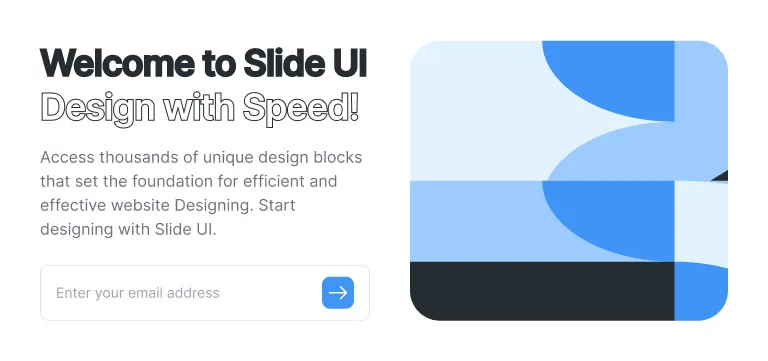 Welcome to Slide UI
Design with Speed!
Access thousands of unique design blocks
that set the foundation for efficient and
effective website Designing. Start
designing with Slide UI.
Enter your email address